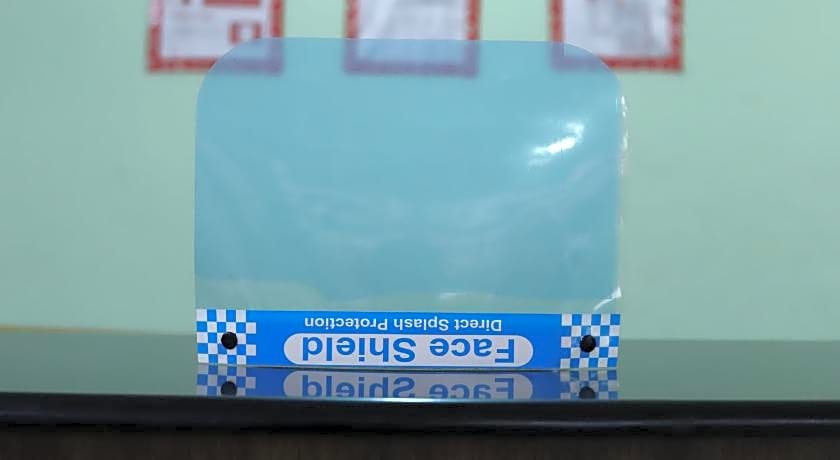 Face Shield
Direct Splash Protection